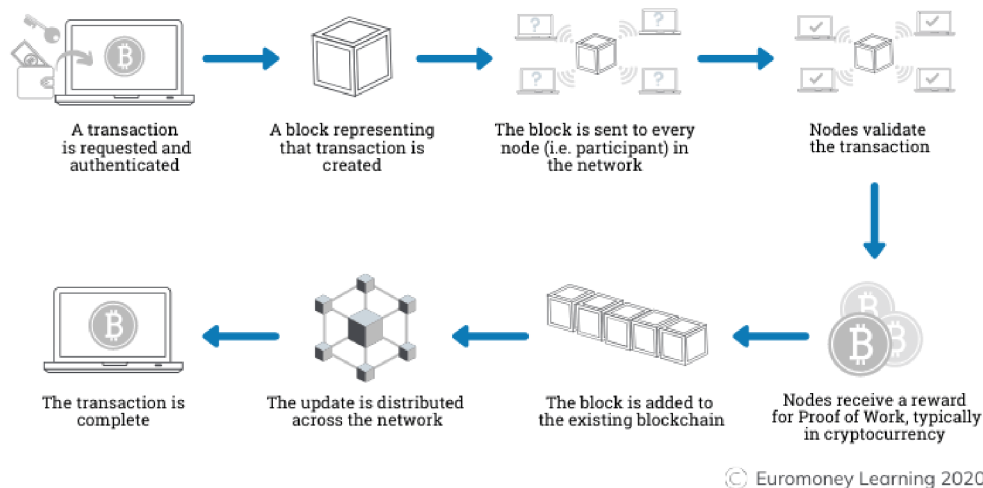 A transaction
is requested and
authenticated
A block representing
that transaction is
created
The block is sent to every
node (i.e. participant) in
the network
Nodes validate
the transaction
The transaction is
complete
The update is distributed
across the network
The block is added to
the existing blockchain
Nodes receive a reward
for Proof of Work, typically
in cryptocurrency
© Euromoney Learning 2020